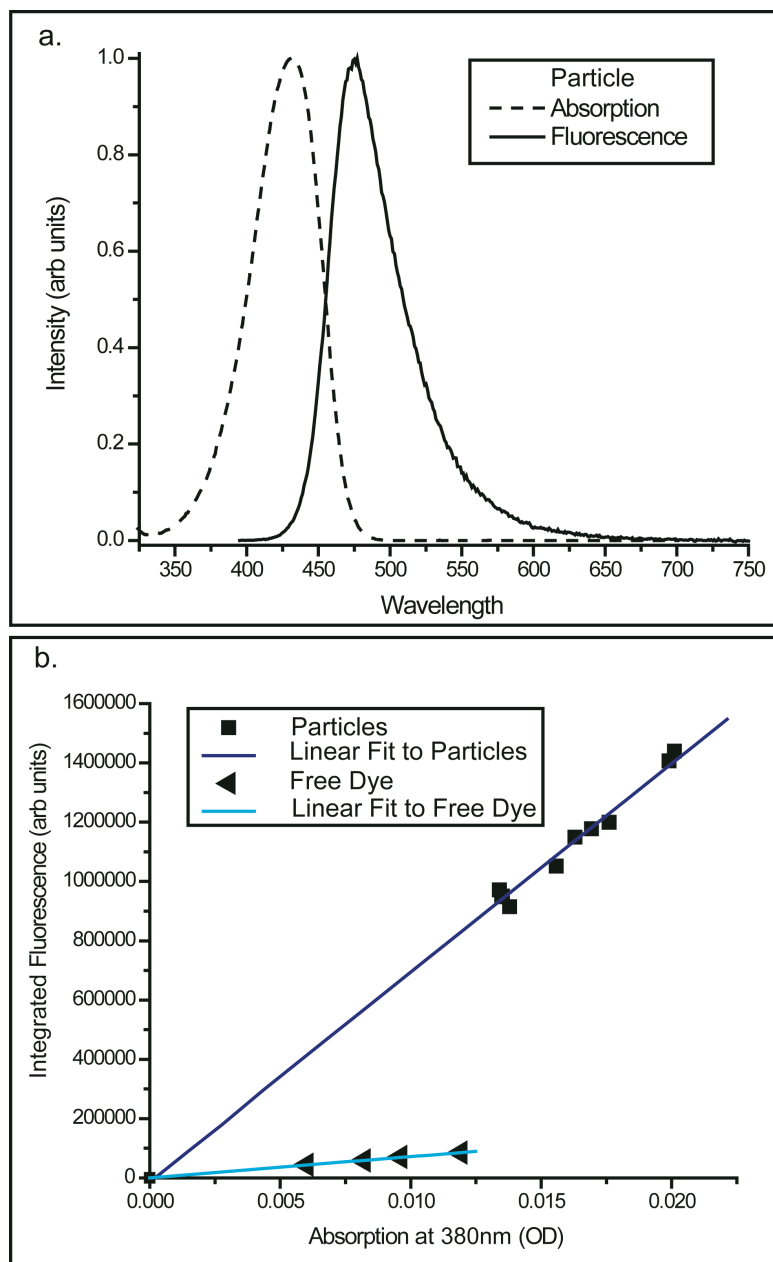 a.
1.0
0.8
0.6
0.4
0.2
0.0
Intensity (arb units)
Particle
Absorption
Fluorescence
350 400 450 500 550 600 650 700 750
Wavelength
b.
1600000
1400000
1200000
1000000
800000
600000
400000
200000
0
Integrated Fluorescence (arb units)
Particles
Linear Fit to Particles
Free Dye
Linear Fit to Free Dye
0.000 0.005 0.010 0.015 0.020
Absorption at 380nm (OD)